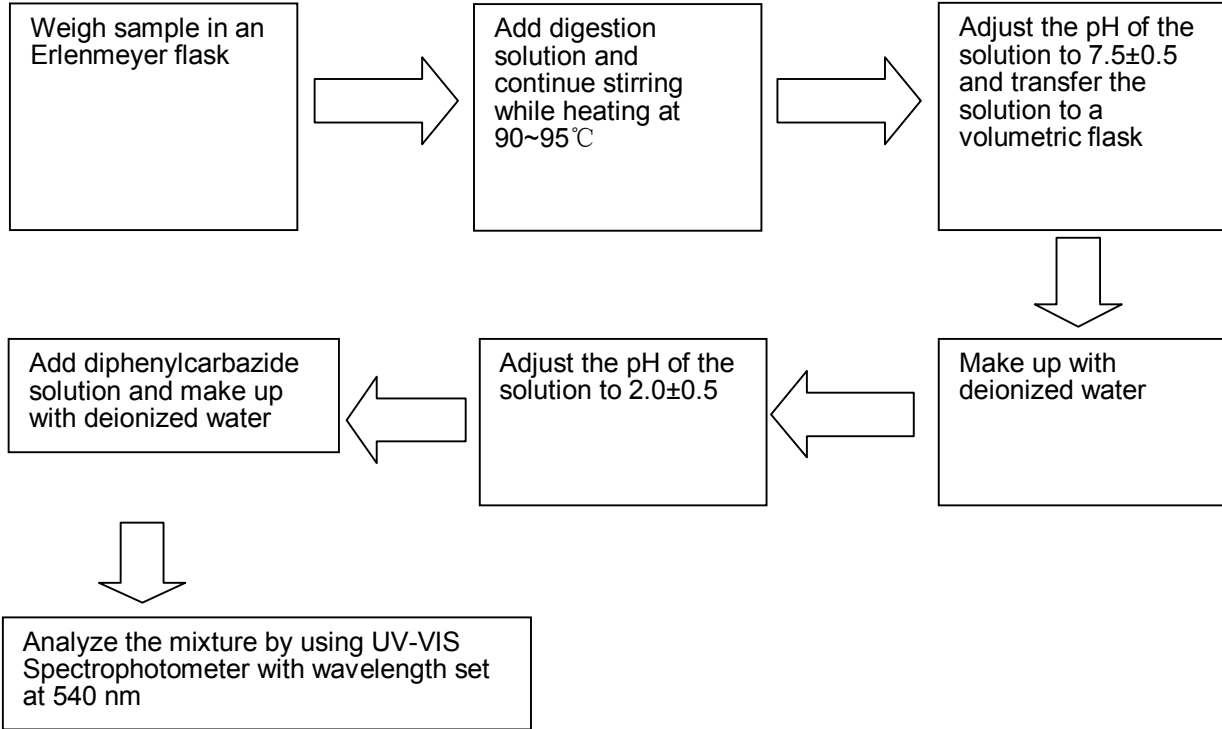 Weigh sample in an
Erlenmeyer flask
Add digestion
solution and
continue stirring
while heating at
90~95℃
Adjust the pH of the
solution to 7.5±0.5
and transfer the
solution to a
volumetric flask
Make up with
deionized water
Adjust the pH of the
solution to 2.0±0.5
Add diphenylcarbazide
solution and make up
with deionized water
Analyze the mixture by using UV-VIS
Spectrophotometer with wavelength set
at 540 nm